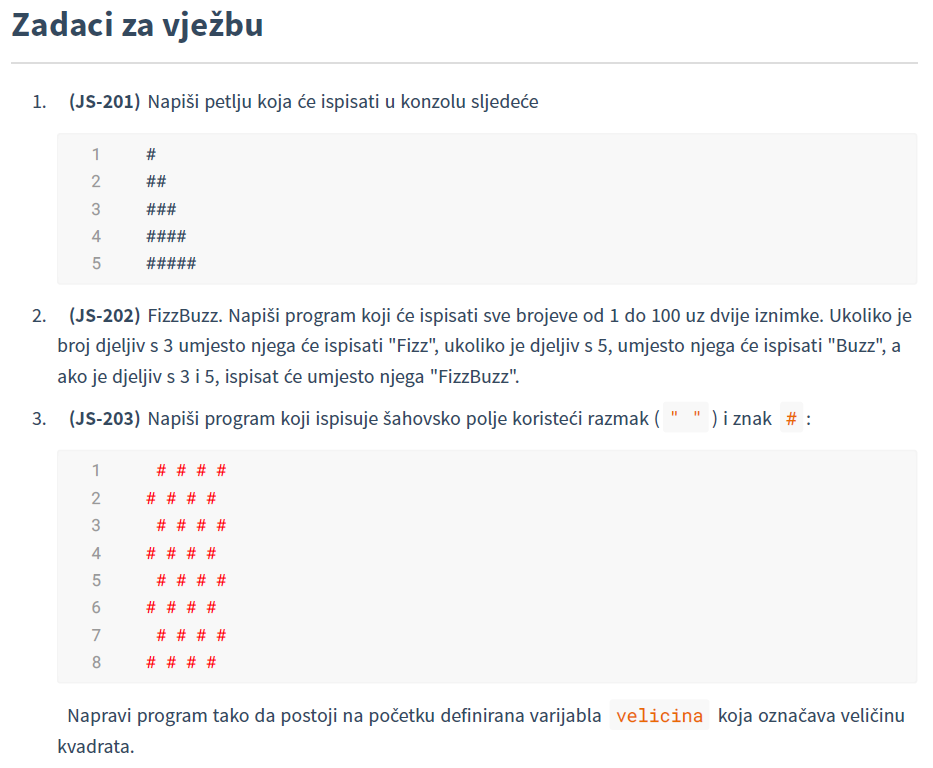 Zadaci za vježbu
1. (JS-201) Napiši petlju koja će ispisati u konzolu sljedeće
1 #
2 ##
3 ###
4 ####
5 #####
2. (JS-202) FizzBuzz. Napiši program koji će ispisati sve brojeve od 1 do 100 uz dvije iznimke. Ukoliko je
broj djeljiv s 3 umjesto njega će ispisati "Fizz", ukoliko je djeljiv s 5, umjesto njega će ispisati "Buzz", a
ako je djeljiv s 3 i 5, ispisat će umjesto njega "FizzBuzz".
3. (JS-203) Napiši program koji ispisuje šahovsko polje koristeći razmak ( " " ) i znak # :
1  # # # #
2 # # # #
3  # # # #
4 # # # #
5  # # # #
6 # # # #
7  # # # #
8 # # # #
Napravi program tako da postoji na početku definirana varijabla velicina koja označava veličinu
kvadrata.